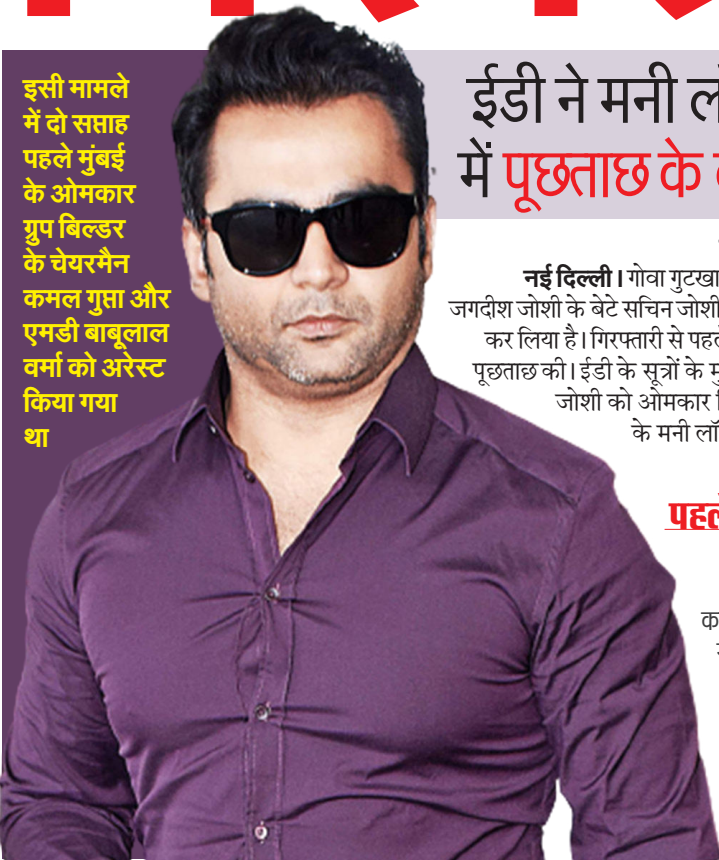 इसी मामले
में दो सप्ताह
पहले मुंबई
के ओमकार
ग्रुप बिल्डर
के चेयरमैन
कमल गुप्ता और
एमडी बाबूलाल
वर्मा को अरेस्ट
किया गया
था
ईडी ने मनी
में पूछताछ के
नई दिल्ली। गोवा गुटखा
जगदीश जोशी के बेटे सचिन जोशी
कर लिया है। गिरफ्तारी से पहले
पूछताछ की। ईडी के सूत्रों के
जोशी को ओमकार
के मनी